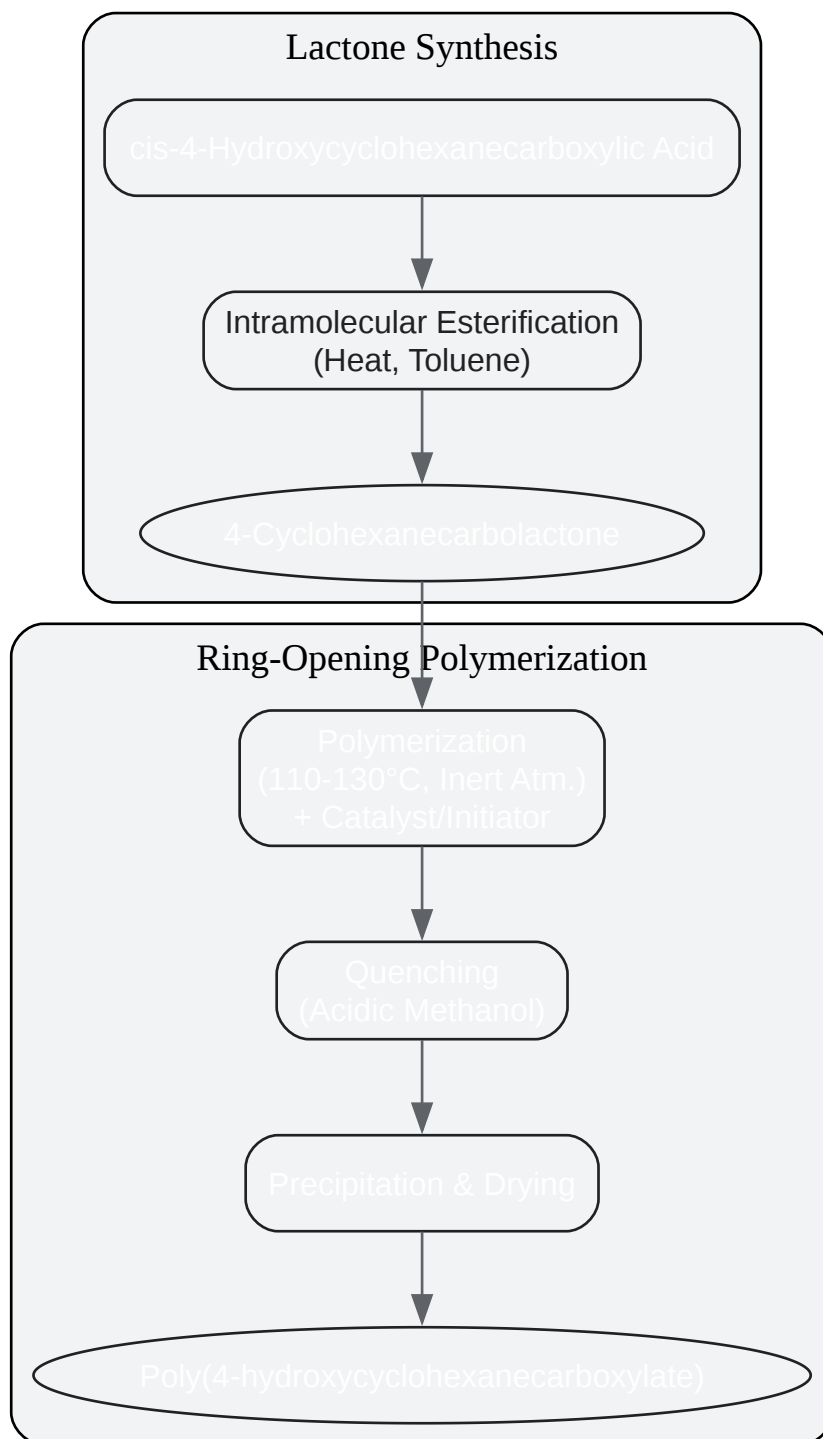 Lactone Synthesis
cis-4-Hydroxycyclohexanecarboxylic Acid
Intramolecular Esterification
(Heat, Toluene)
4-Cyclohexanecarbolactone
Ring-Opening Polymerization
Polymerization
(110-130°C, Inert Atm.)
+ Catalyst/Initiator
Quenching
(Acidic Methanol)
Precipitation & Drying
Poly(4-hydroxycyclohexanecarboxylate)